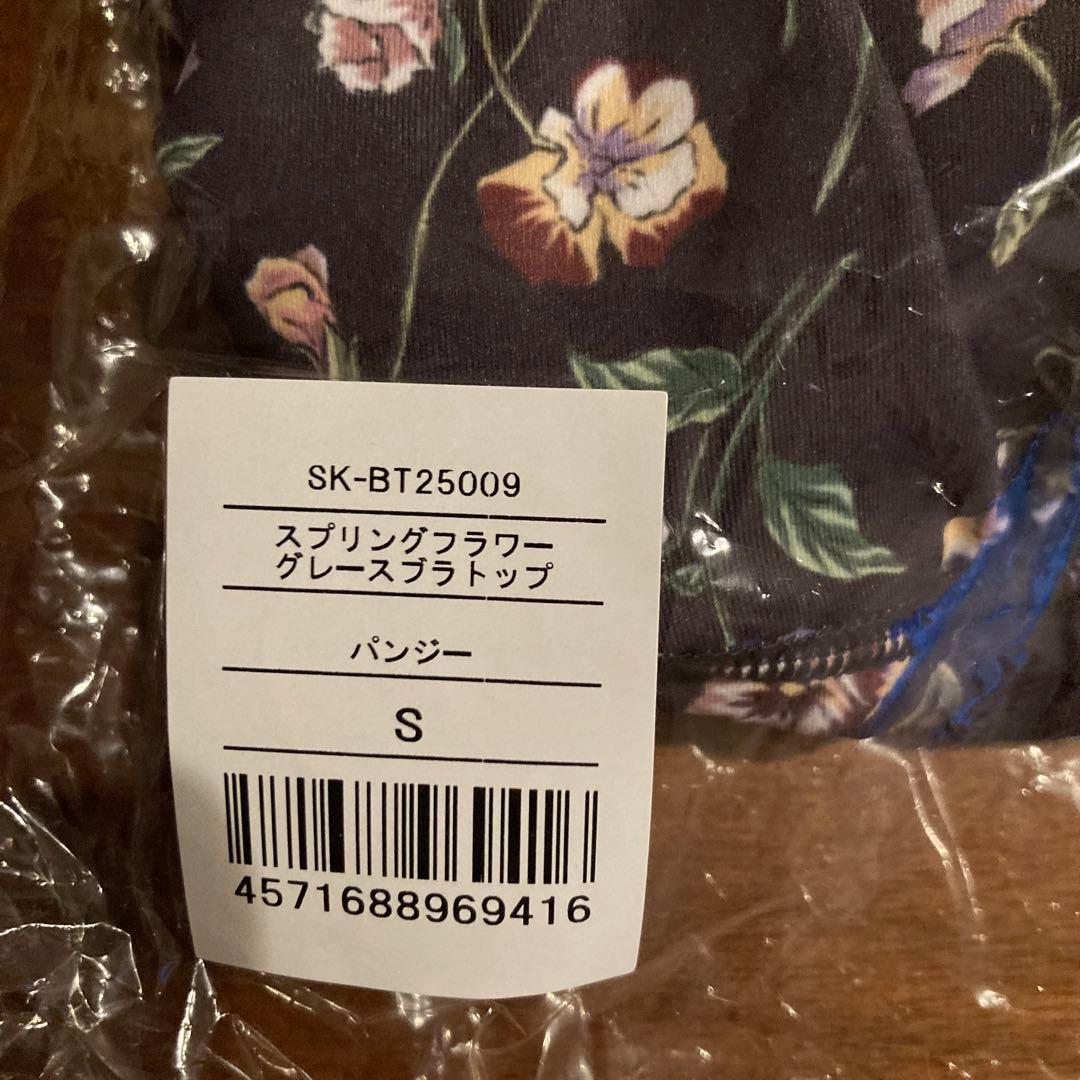 SK-BT25009
スプリングフラワー
グレースブラトップ
パンジー
S
4571688969416